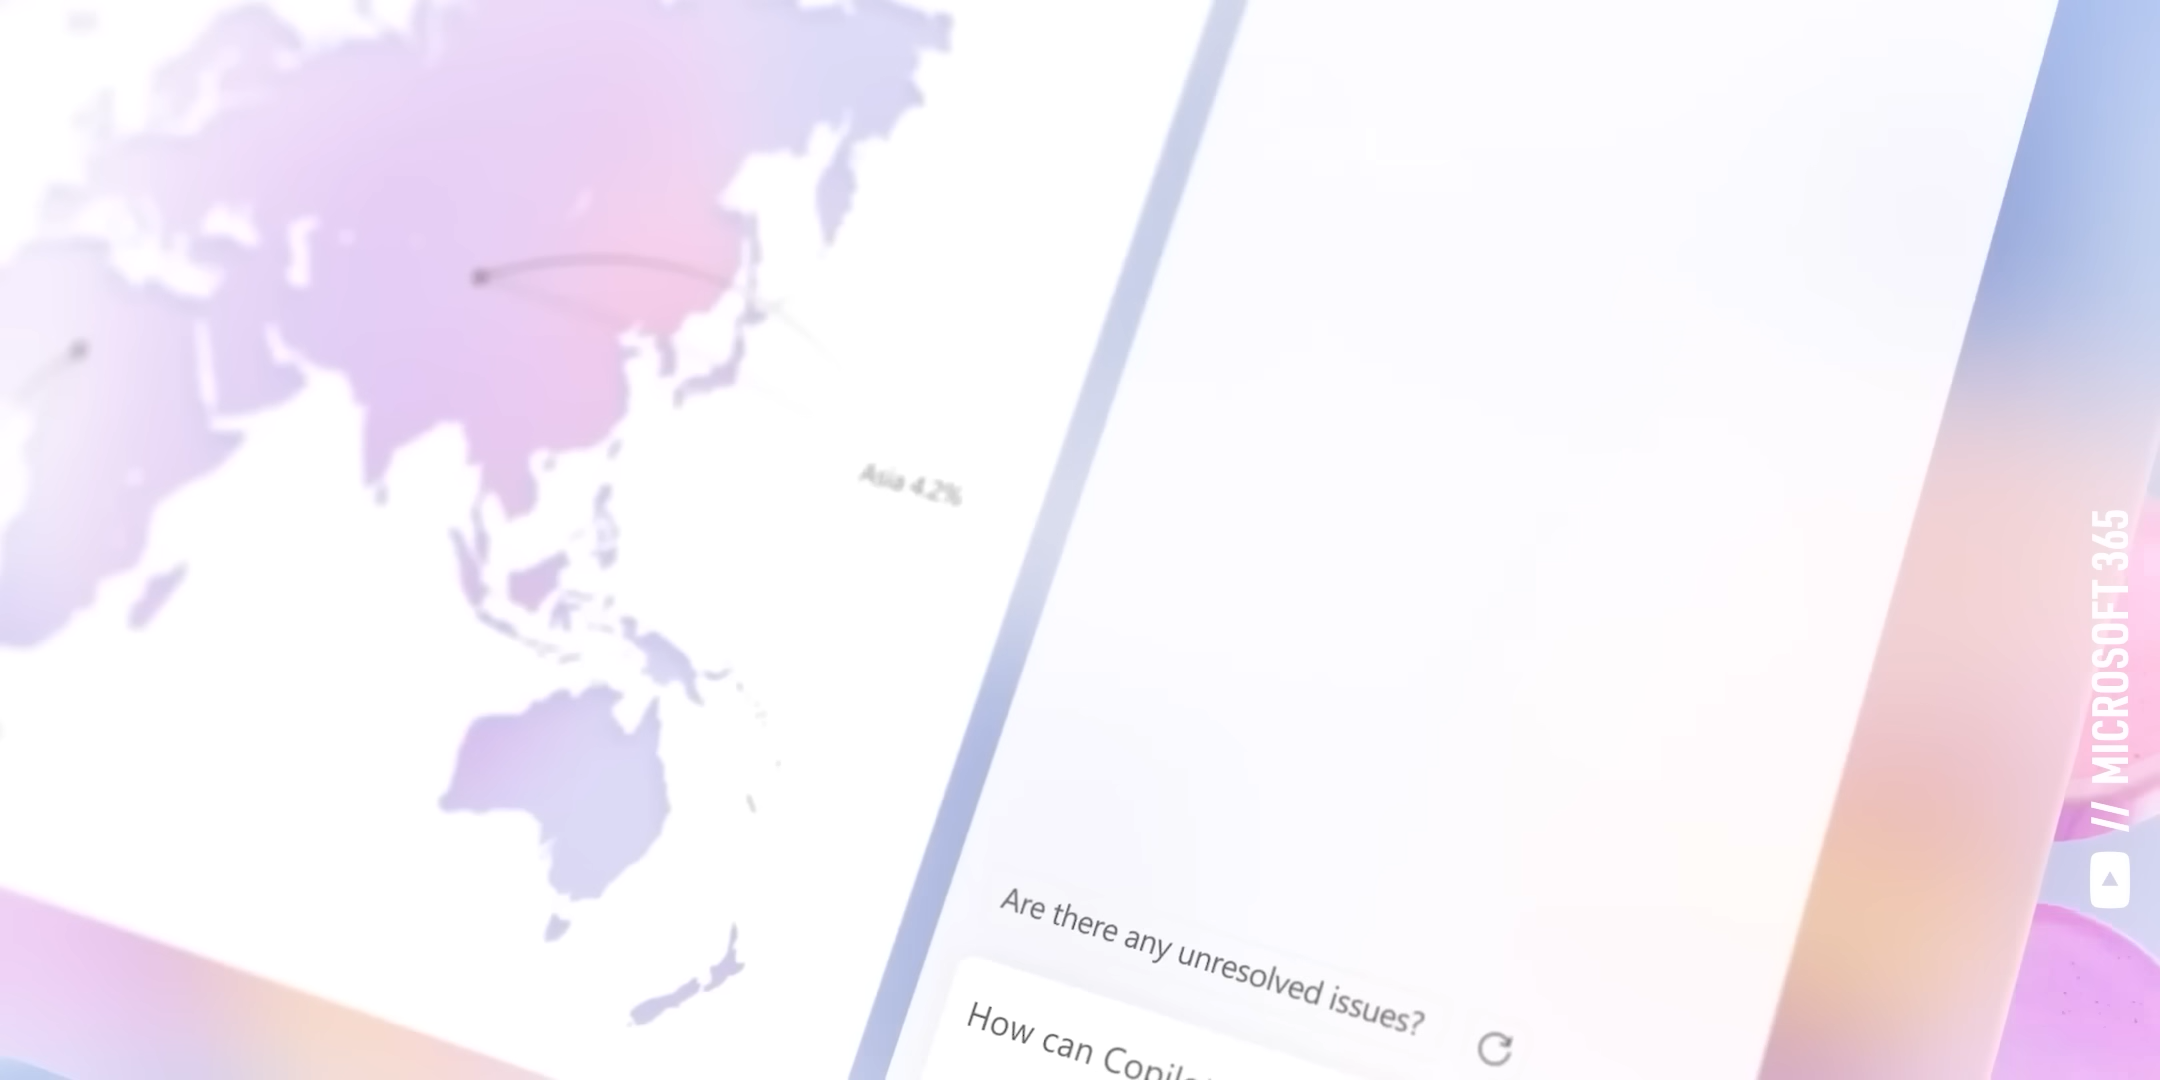 Asia 4.2%
Are there any unresolved issues?
How can
// MICROSOFT 365